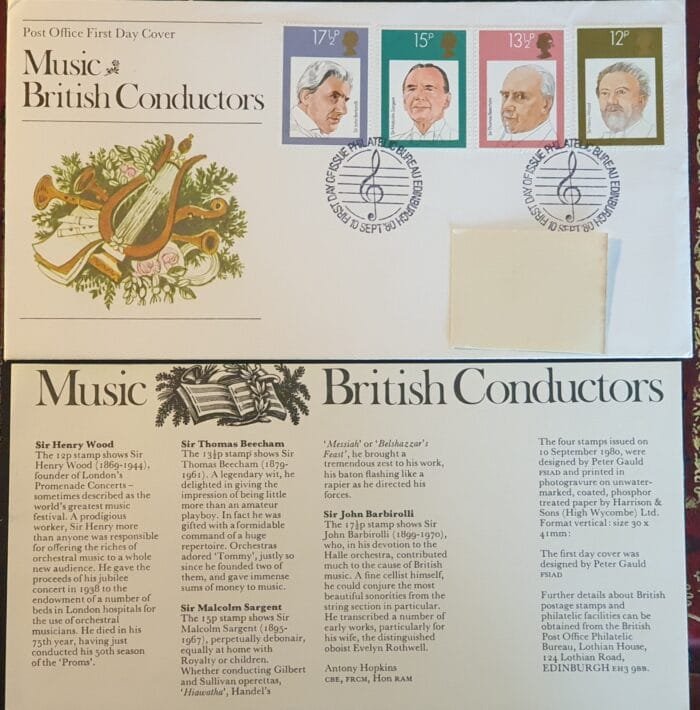 Post Office First Day Cover
Music
British Conductors
17½P
15P
13½P
12P
Sir John Barbirolli
Sir Malcolm Sargent
Sir Thomas Beecham
Sir Henry Wood
FIRST DAY OF ISSUE PHILATELIC BUREAU EDINBURGH
10 SEPT '80
FIRST DAY OF ISSUE PHILATELIC BUREAU EDINBURGH
10 SEPT '80
Music British Conductors
Sir Henry Wood
The 12p stamp shows Sir
Henry Wood (1869-1944),
founder of London's
Promenade Concerts –
sometimes described as the
world's greatest music
festival. A prodigious
worker, Sir Henry more
than anyone was responsible
for offering the riches of
orchestral music to a whole
new audience. He gave the
proceeds of his jubilee
concert in 1938 to the
endowment of a number of
beds in London hospitals
for the use of orchestral
musicians. He died in his
75th year, having just
conducted his 50th season
of the 'Proms'.
Sir Thomas Beecham
The 13½p stamp shows Sir
Thomas Beecham (1879-
1961). A legendary wit, he
delighted in giving the
impression of being little
more than an amateur
playboy. In fact he was
gifted with a formidable
command of a huge
repertoire. Orchestras
adored 'Tommy', justly so
since he founded two of
them, and gave immense
sums of money to music.
Sir Malcolm Sargent
The 15p stamp shows Sir
Malcolm Sargent (1895-
1967), perpetually debonair,
equally at home with
Royalty or children.
Whether conducting Gilbert
and Sullivan operettas,
'Hiawatha', Handel's
'Messiah' or 'Belshazzar's
Feast', he brought a
tremendous zest to his work,
his baton flashing like a
rapier as he directed his
forces.
Sir John Barbirolli
The 17½p stamp shows Sir
John Barbirolli (1899-1970),
who, in his devotion to the
Halle orchestra, contributed
much to the cause of British
music. A fine cellist himself,
he could conjure the most
beautiful sonorities from the
string section in particular.
He transcribed a number of
early works, particularly for
his wife, the distinguished
oboist Evelyn Rothwell.
Antony Hopkins
CBE, FRCM, Hon RAM
The four stamps issued on
10 September 1980, were
designed by Peter Gauld
FSIAD and printed in
photogravure on unwater-
marked, coated, phosphor
treated paper by Harrison &
Sons (High Wycombe) Ltd.
Format vertical: size 30 x
41mm:
The first day cover was
designed by Peter Gauld
FSIAD
Further details about British
postage stamps and
philatelic facilities can be
obtained from the British
Post Office Philatelic
Bureau, Lothian House,
124 Lothian Road,
EDINBURGH EH3 9BB.